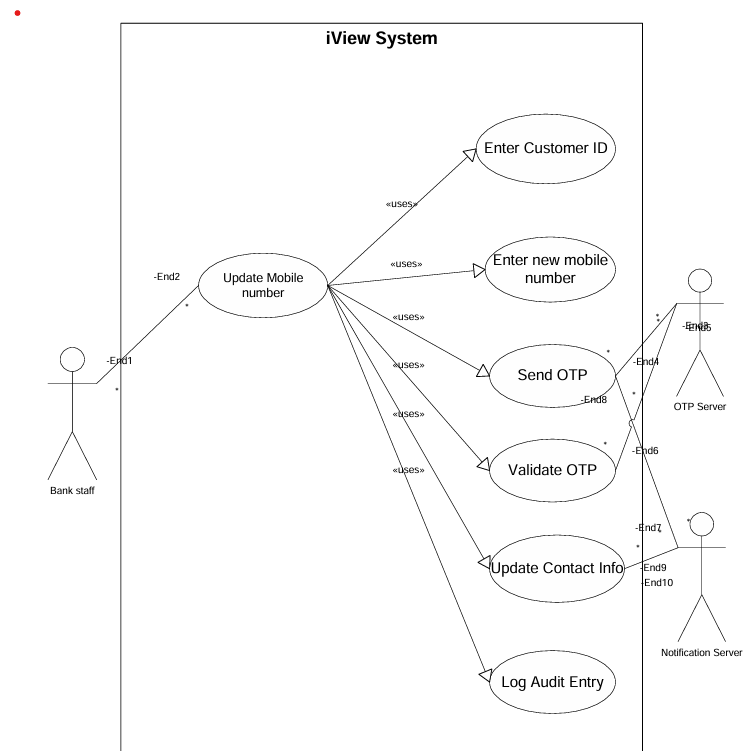 iView System
Enter Customer ID
«uses»
Enter new mobile
number
«uses»
-End2
Update Mobile
number
*
«uses»
*
*
-End3
-End5
*
-End1
-End4
Send OTP
«uses»
*
*
-End8
OTP Server
«uses»
*
-End6
Validate OTP
«uses»
Bank staff
-End7
*
*
*
Update Contact Info
-End9
-End10
Notification Server
Log Audit Entry